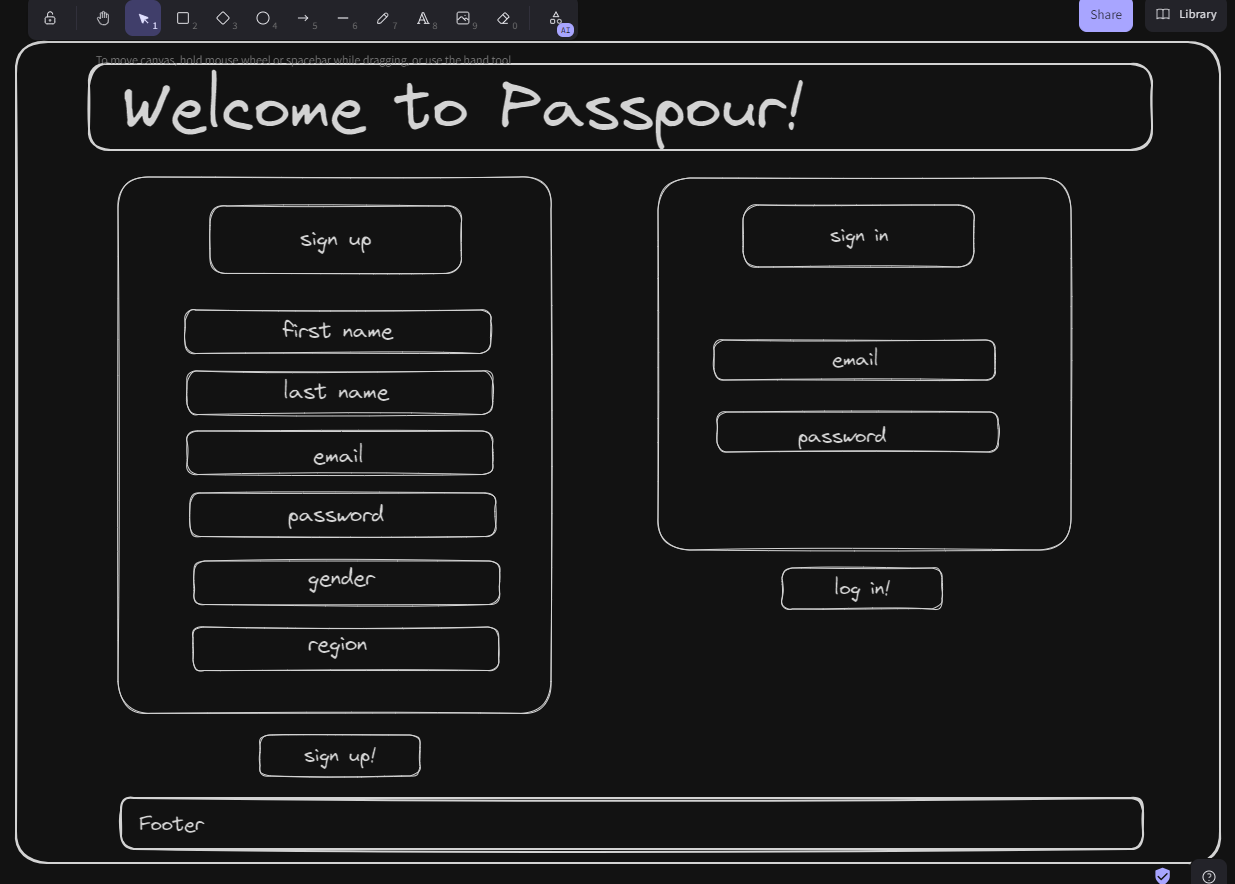 1
2
3
4
5
6
7
8
9
0
AI
Share
Library
To move canvas, hold mouse wheel or spacebar while dragging, or use the hand tool
Welcome to Passpour!
sign up
first name
last name
email
password
gender
region
sign up!
sign in
email
password
log in!
Footer